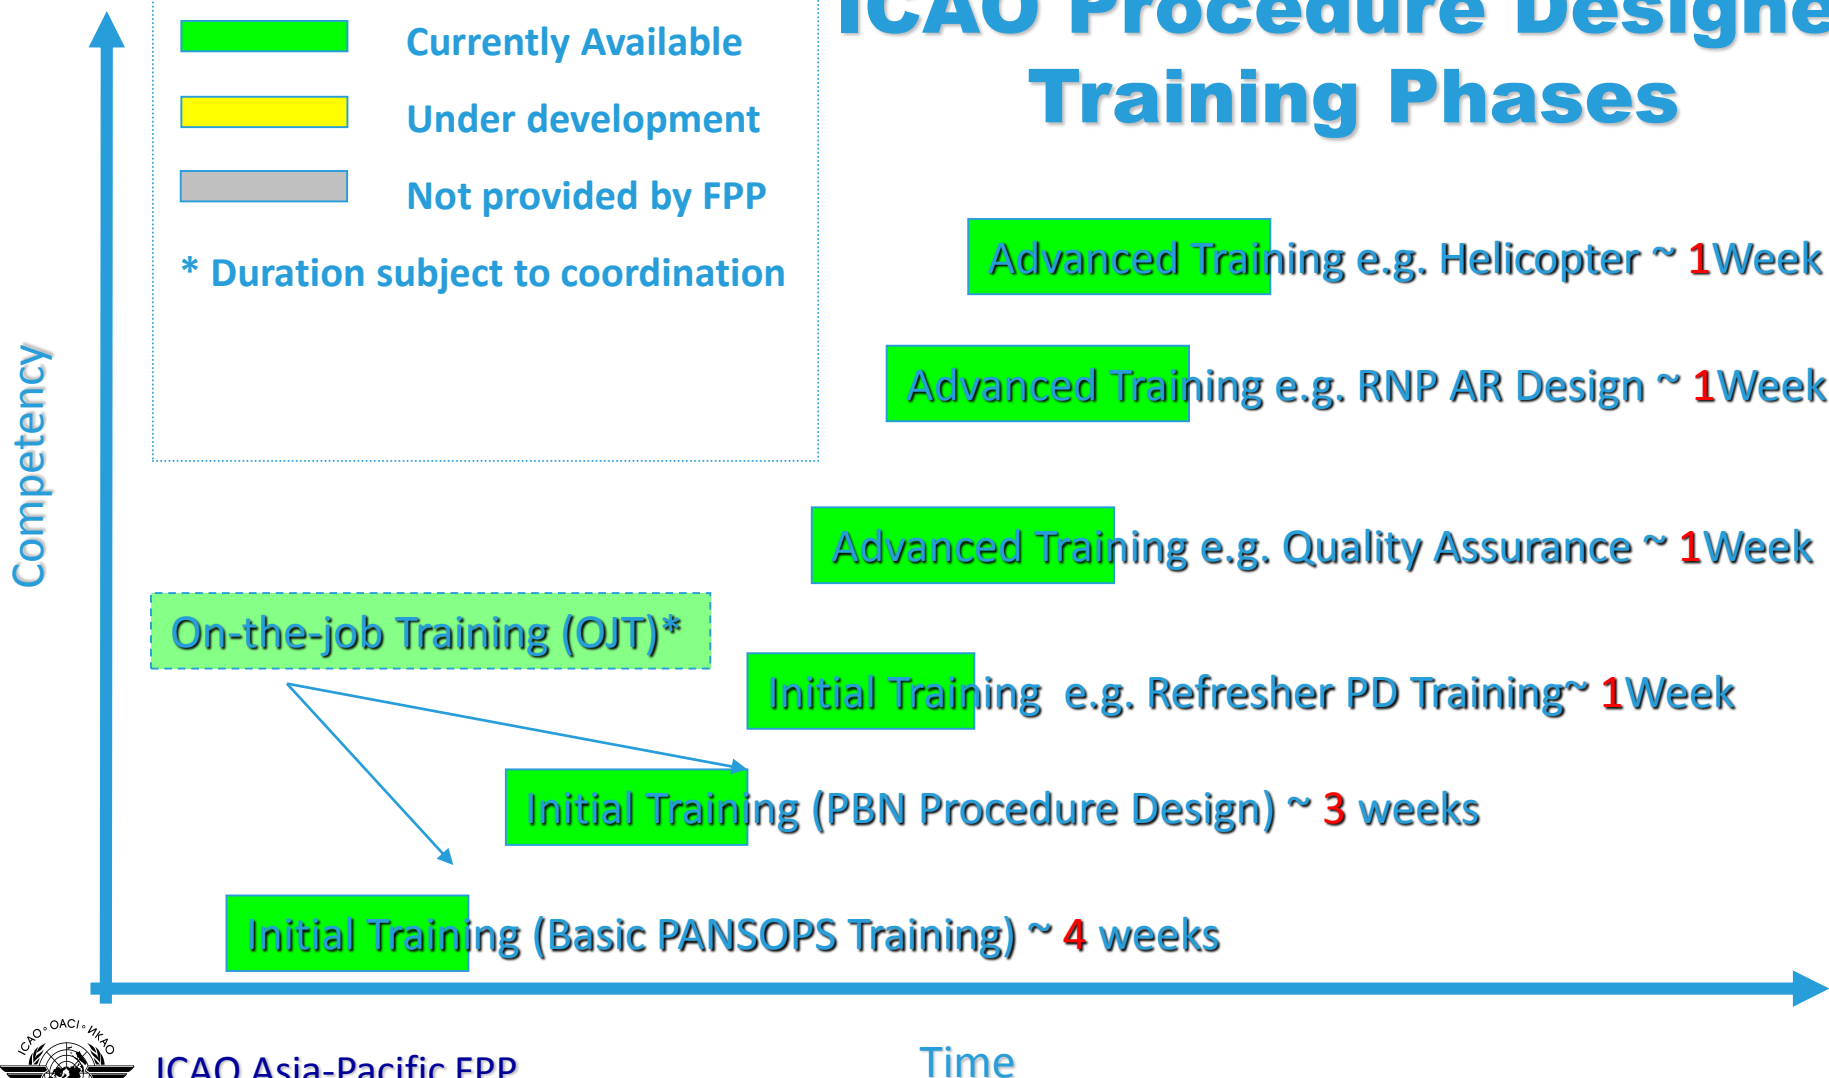 ICAO Procedure Designe
Training Phases
Currently Available
Under development
Not provided by FPP
* Duration subject to coordination
Advanced Training e.g. Helicopter ~ 1Week
Advanced Training e.g. RNP AR Design ~ 1Week
Competency
Advanced Training e.g. Quality Assurance ~ 1Week
On-the-job Training (OJT)*
Initial Training  e.g. Refresher PD Training~ 1Week
Initial Training (PBN Procedure Design) ~ 3 weeks
Initial Training (Basic PANSOPS Training) ~ 4 weeks
Time
ICAO ∘ OACI ∘ ИКАО
ICAO Asia-Pacific FPP